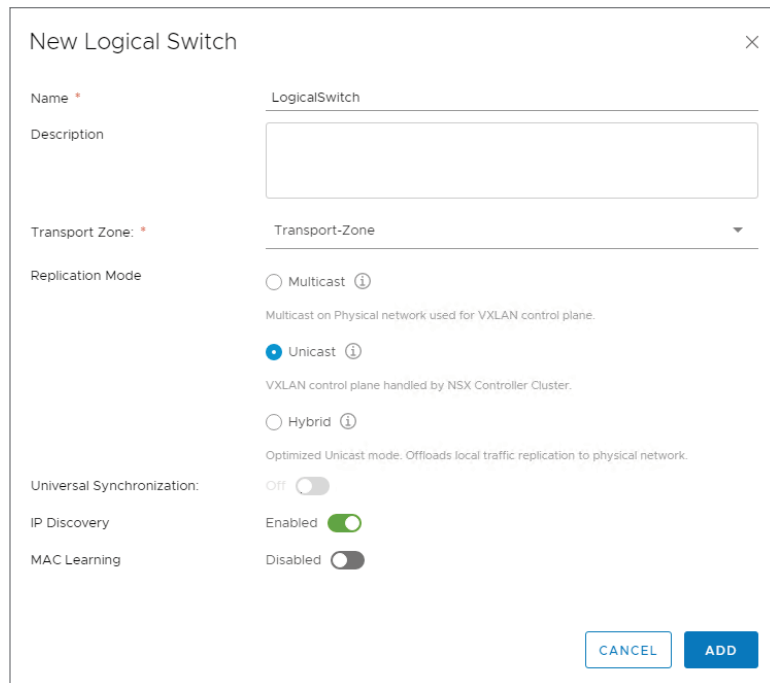 New Logical Switch
Name *
LogicalSwitch
Description
Transport Zone: *
Transport-Zone
Replication Mode
Multicast
Multicast on Physical network used for VXLAN control plane.
Unicast
VXLAN control plane handled by NSX Controller Cluster.
Hybrid
Optimized Unicast mode. Offloads local traffic replication to physical network.
Universal Synchronization:
Off
IP Discovery
Enabled
MAC Learning
Disabled
CANCEL
ADD